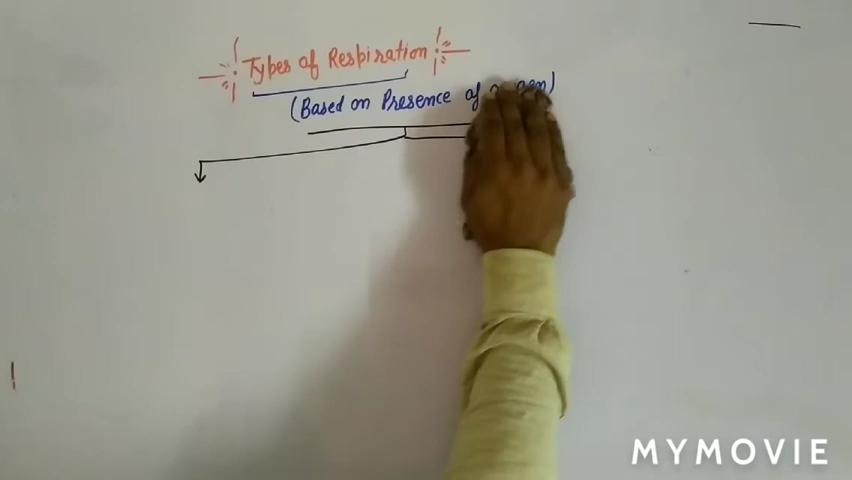 Types of Respiration
(Based on Presence of
MYMOVIE